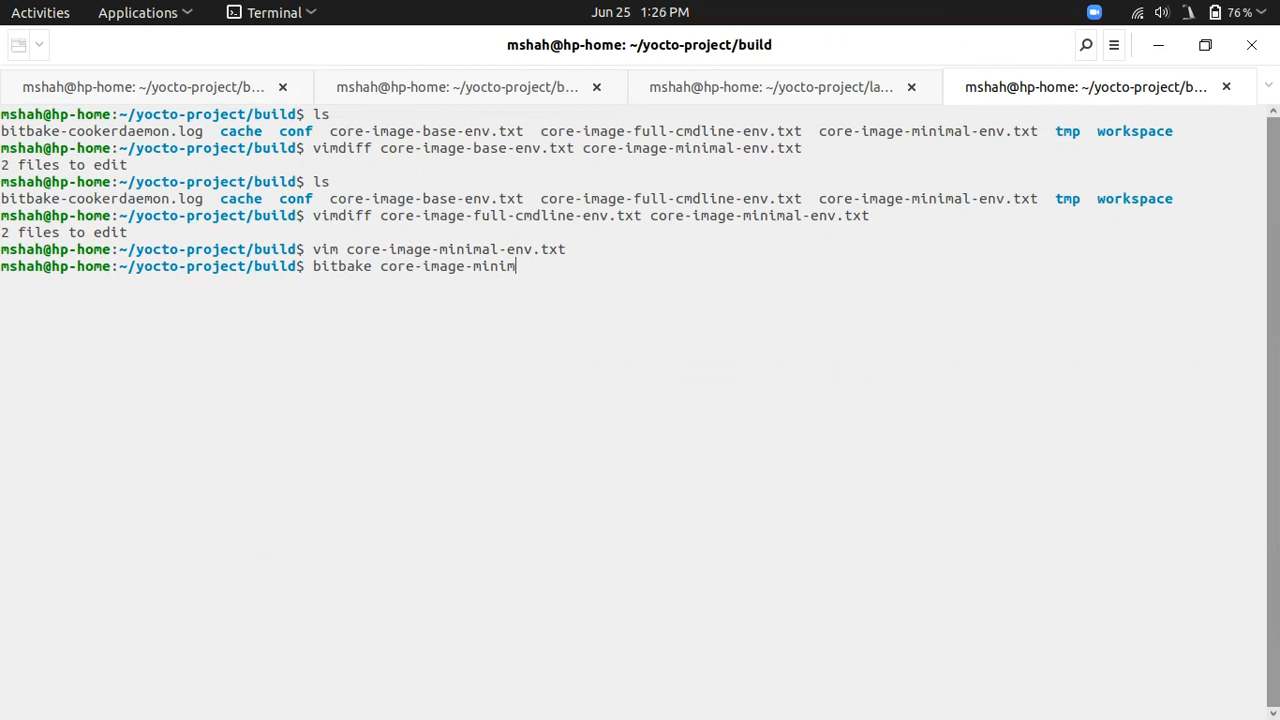 Activities Applications Terminal Jun 25 1:26 PM 76%
mshah@hp-home: ~/yocto-project/build
mshah@hp-home: ~/yocto-project/b... mshah@hp-home: ~/yocto-project/b... mshah@hp-home: ~/yocto-project/la... mshah@hp-home: ~/yocto-project/b...
mshah@hp-home:~/yocto-project/build$ ls
bitbake-cookerdaemon.log cache conf core-image-base-env.txt core-image-full-cmdline-env.txt core-image-minimal-env.txt tmp workspace
mshah@hp-home:~/yocto-project/build$ vimdiff core-image-base-env.txt core-image-minimal-env.txt
2 files to edit
mshah@hp-home:~/yocto-project/build$ ls
bitbake-cookerdaemon.log cache conf core-image-base-env.txt core-image-full-cmdline-env.txt core-image-minimal-env.txt tmp workspace
mshah@hp-home:~/yocto-project/build$ vimdiff core-image-full-cmdline-env.txt core-image-minimal-env.txt
2 files to edit
mshah@hp-home:~/yocto-project/build$ vim core-image-minimal-env.txt
mshah@hp-home:~/yocto-project/build$ bitbake core-image-minim